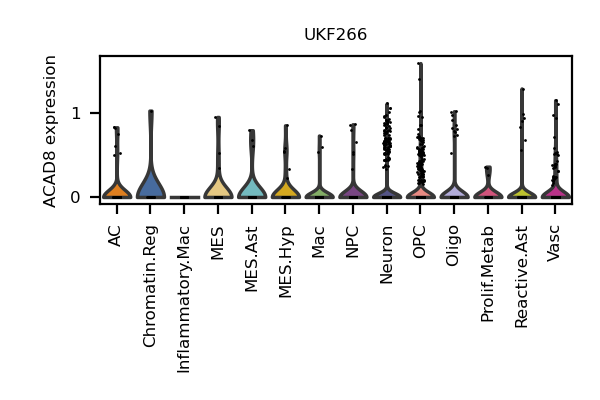 UKF266
ACAD8 expression
1
0
AC
Chromatin.Reg
Inflammatory.Mac
MES
MES.Ast
MES.Hyp
Mac
NPC
Neuron
OPC
Oligo
Prolif.Metab
Reactive.Ast
Vasc